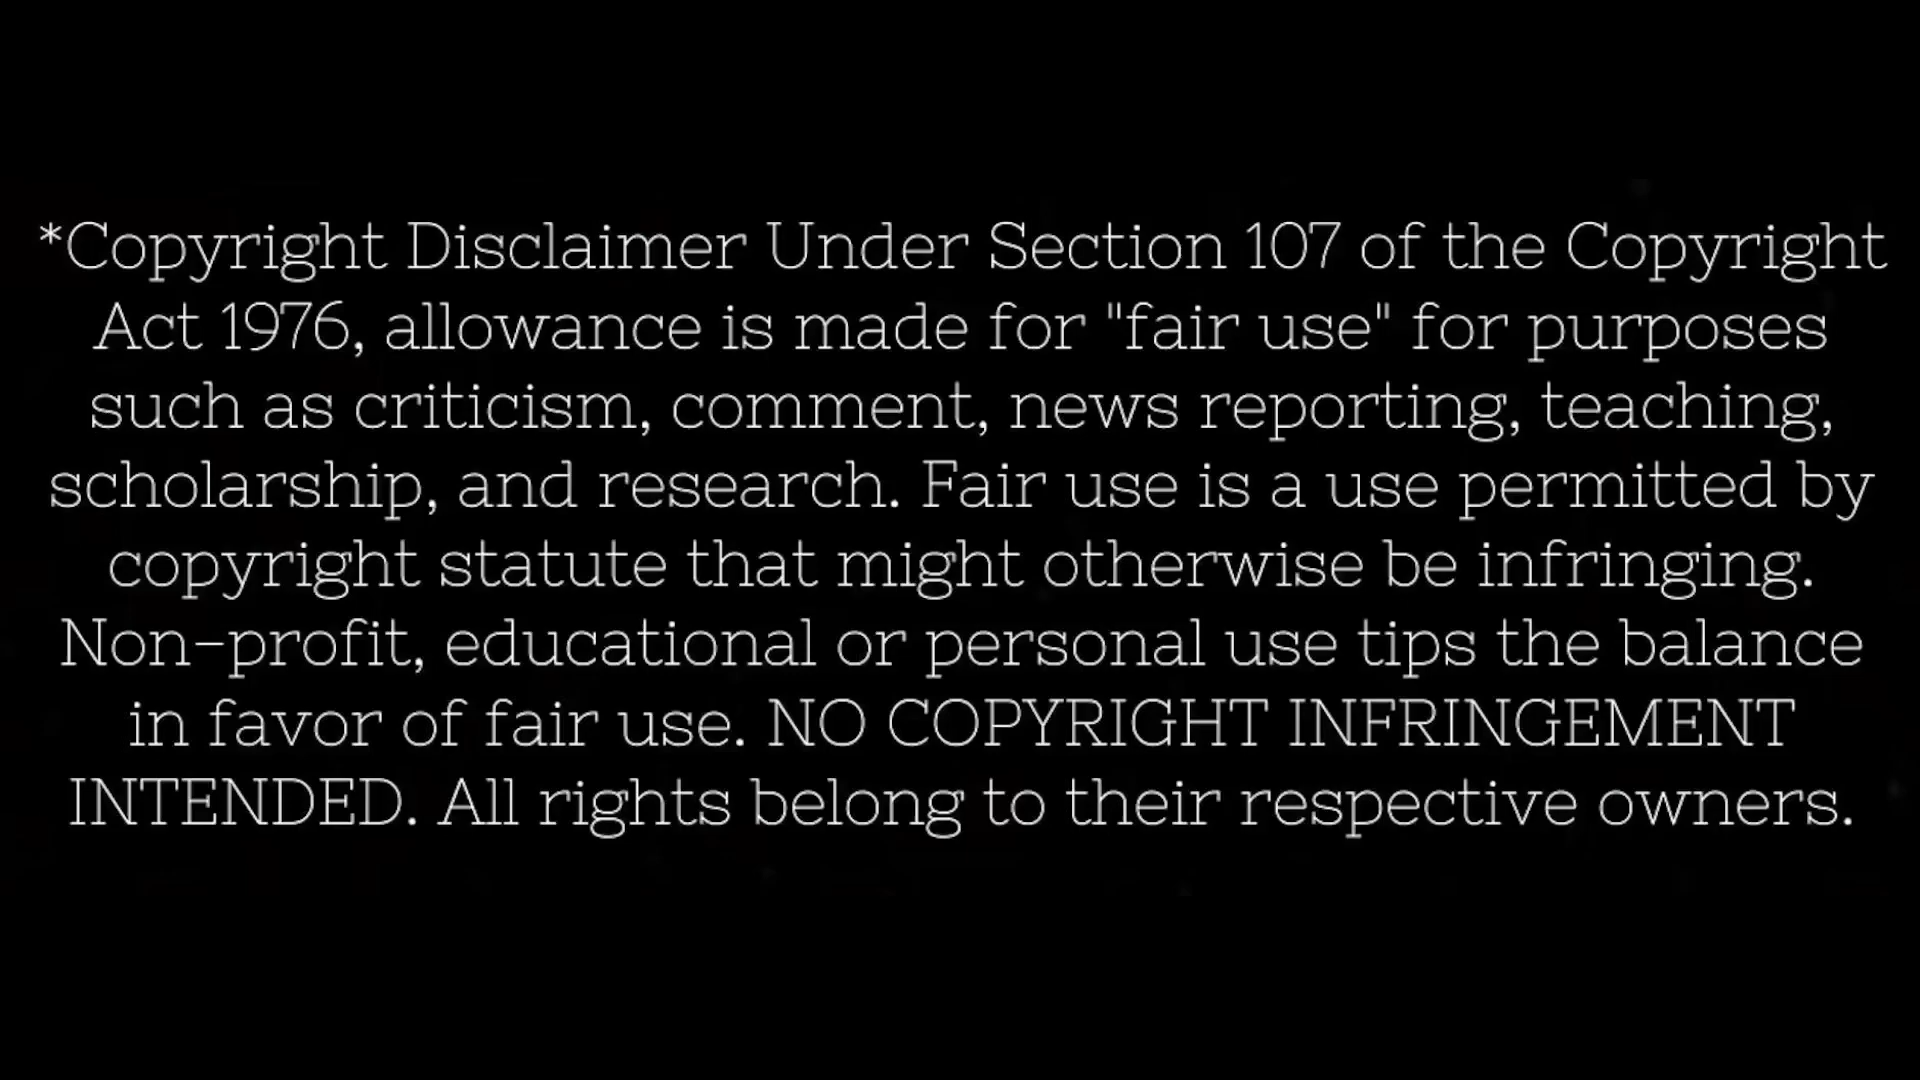 *Copyright Disclaimer Under Section 107 of the Copyright
Act 1976, allowance is made for "fair use" for purposes
such as criticism, comment, news reporting, teaching,
scholarship, and research. Fair use is a use permitted by
copyright statute that might otherwise be infringing.
Non-profit, educational or personal use tips the balance
in favor of fair use. NO COPYRIGHT INFRINGEMENT
INTENDED. All rights belong to their respective owners.